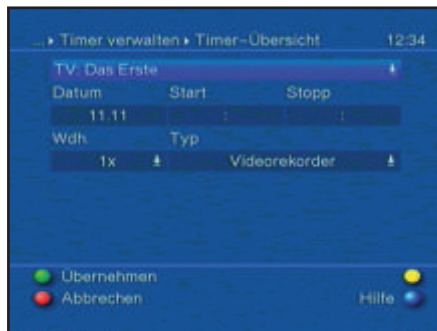 ...▸ Timer verwalten ▸ Timer-Übersicht 12:34
TV: Das Erste
Datum Start Stopp
11.11 : :
Wdh. Typ
1x Videorekorder
Übernehmen
Abbrechen Hilfe